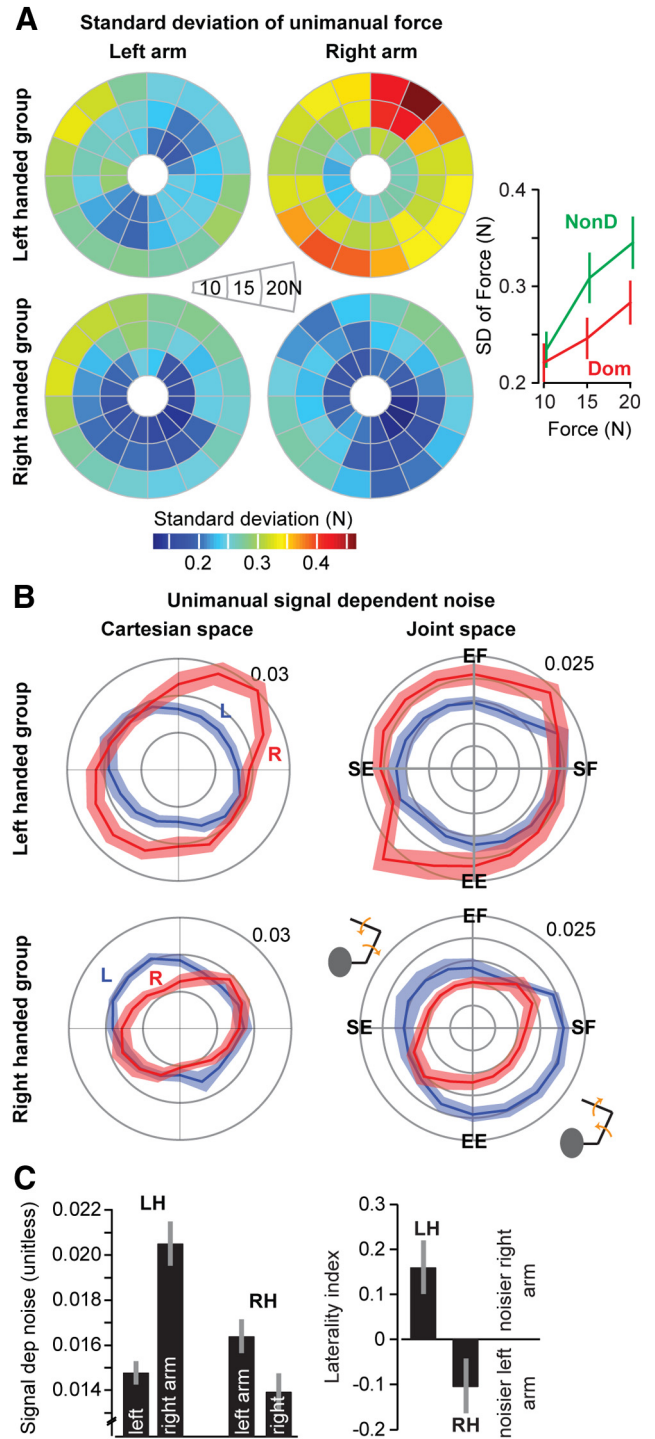 A
Standard deviation of unimanual force
Left arm Right arm
Left handed group
Right handed group
10 15 20N
SD of Force (N)
0.4
0.3
0.2
NonD
Dom
10 15 20
Force (N)
Standard deviation (N)
0.2 0.3 0.4
B
Unimanual signal dependent noise
Cartesian space Joint space
Left handed group
0.03
L
R
EF
0.025
SE SF
EE
Right handed group
0.03
L
R
EF
0.025
SE SF
EE
C
Signal dep noise (unitless)
0.022
0.020
0.018
0.016
0.014
LH
RH
left
right arm
left arm
right
Laterality index
0.3
0.2
0.1
0
-0.1
-0.2
LH
RH
noisier right
arm
noisier left
arm